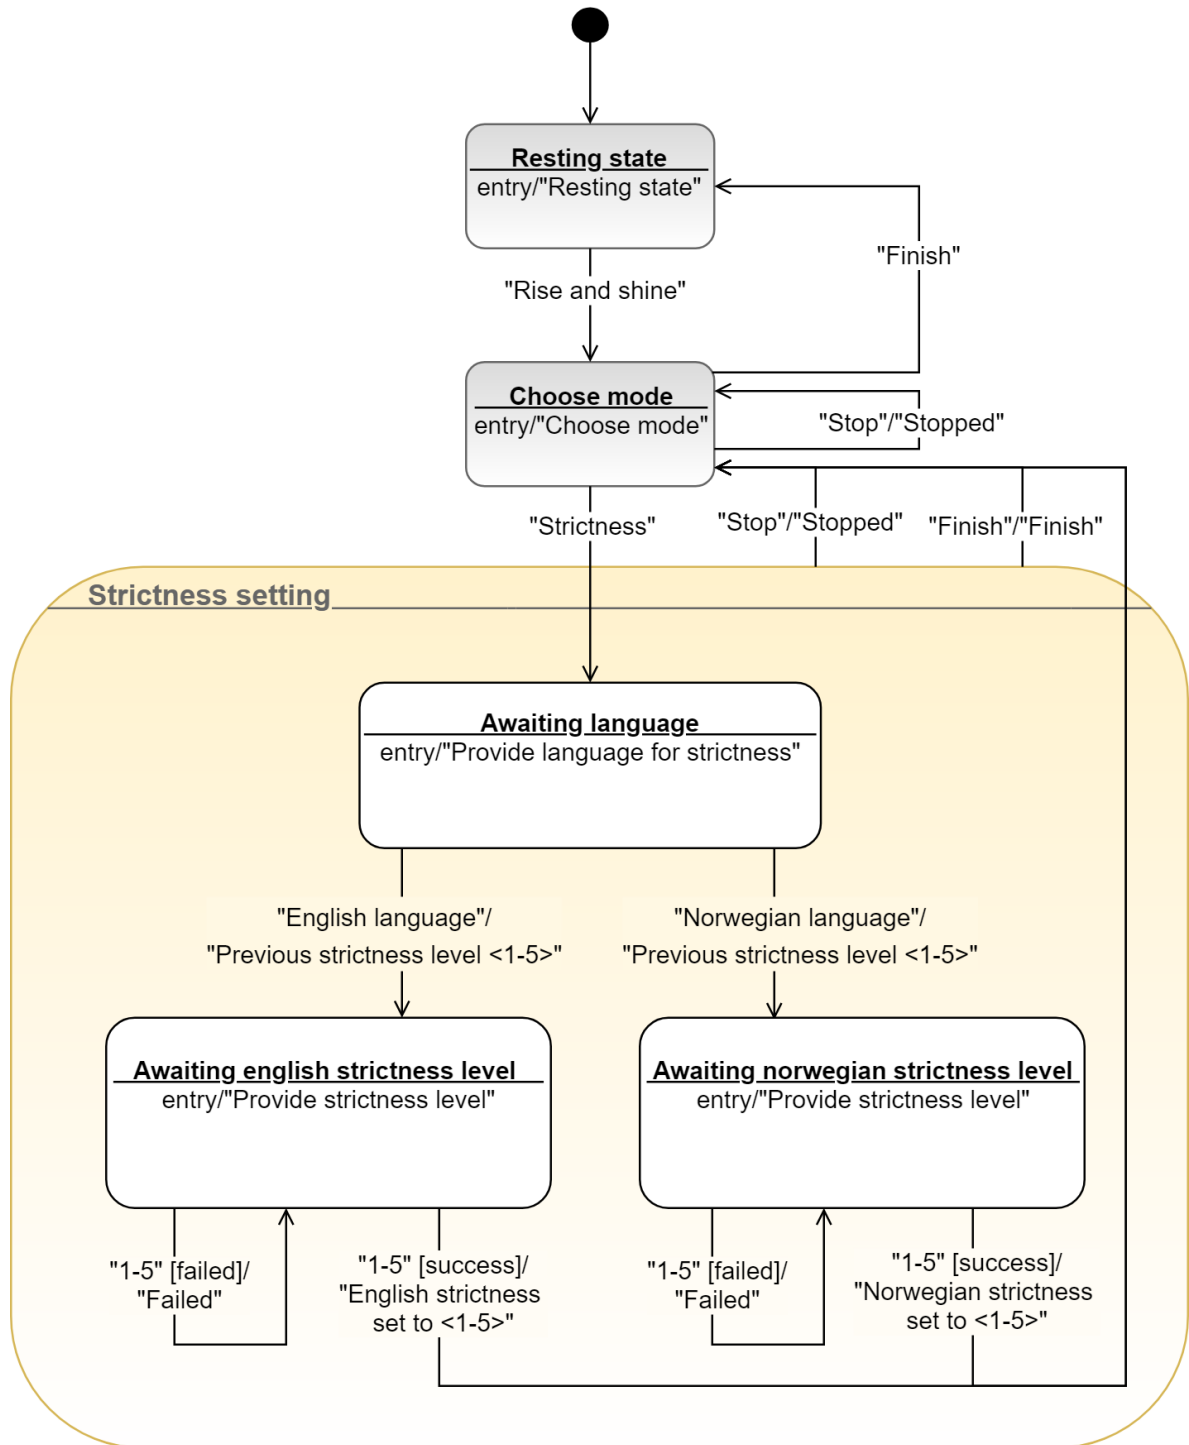 Resting state
entry/"Resting state"
"Finish"
"Rise and shine"
Choose mode
entry/"Choose mode"
"Stop"/"Stopped"
"Strictness"
"Stop"/"Stopped"
"Finish"/"Finish"
Strictness setting
Awaiting language
entry/"Provide language for strictness"
"English language"/
"Previous strictness level <1-5>"
"Norwegian language"/
"Previous strictness level <1-5>"
Awaiting english strictness level
entry/"Provide strictness level"
Awaiting norwegian strictness level
entry/"Provide strictness level"
"1-5" [failed]/
"Failed"
"1-5" [success]/
"English strictness
set to <1-5>"
"1-5" [failed]/
"Failed"
"1-5" [success]/
"Norwegian strictness
set to <1-5>"